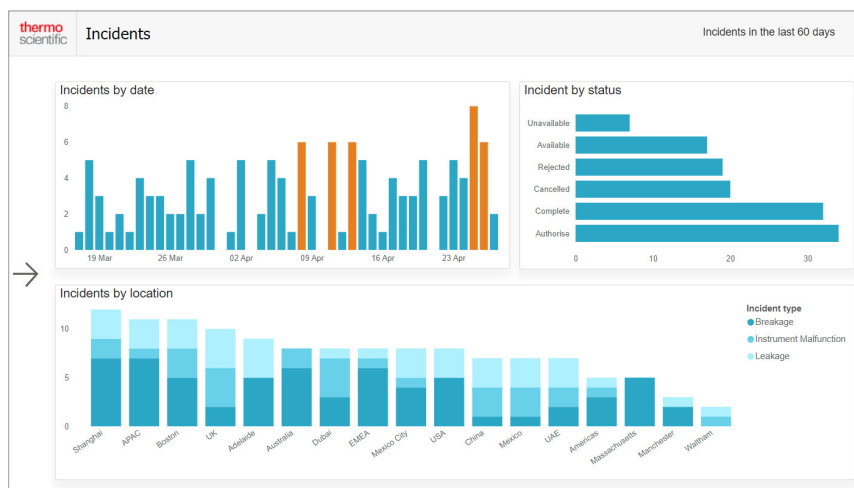 thermo
scientific
Incidents
Incidents in the last 60 days
Incidents by date
8
6
4
2
0
19 Mar 26 Mar 02 Apr 09 Apr 16 Apr 23 Apr
Incident by status
Unavailable
Available
Rejected
Cancelled
Complete
Authorise
0 10 20 30
Incidents by location
10
5
0
Shanghai APAC Boston UK Adelaide Australia Dubai EMEA Mexico City USA China Mexico UAE Americas Massachusetts Manchester Waltham
Incident type
Breakage
Instrument Malfunction
Leakage